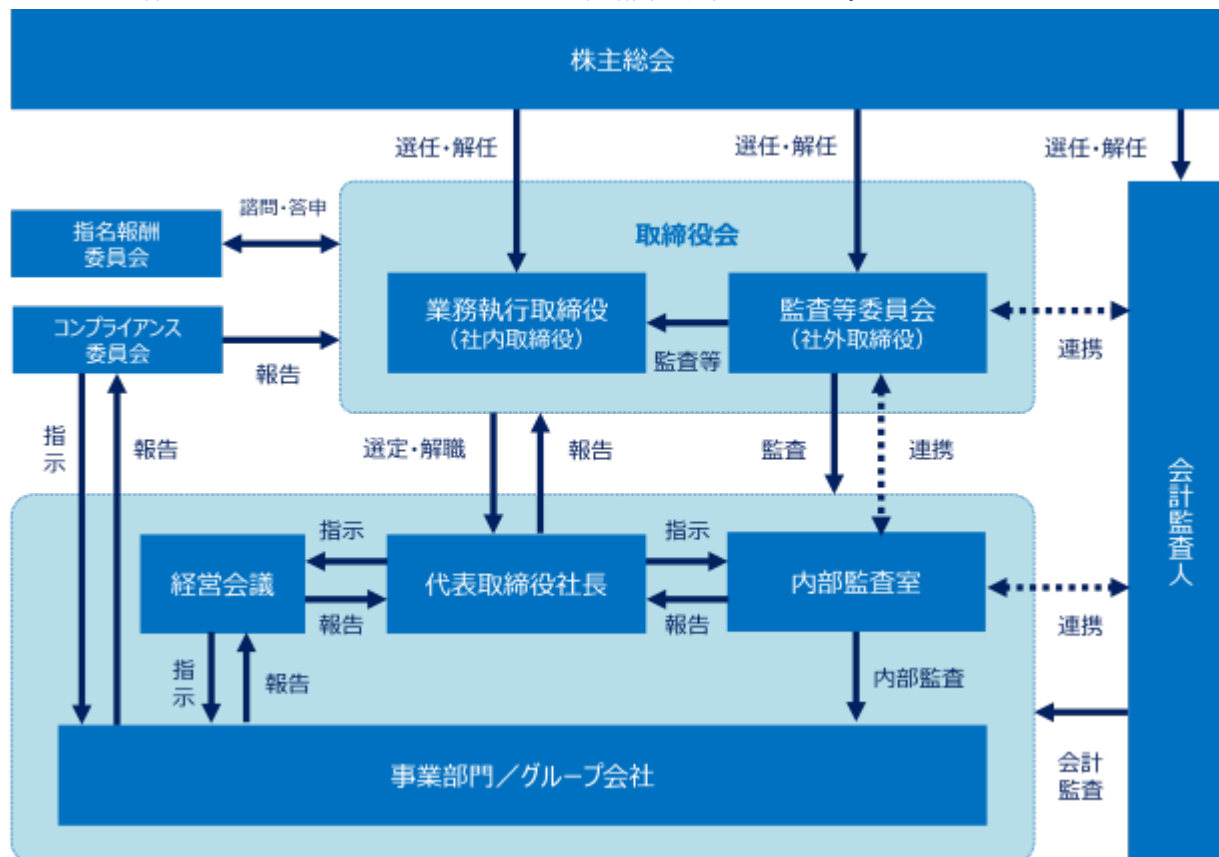 株主総会
選任・解任
選任・解任
選任・解任
諮問・答申
指名報酬
委員会
取締役会
業務執行取締役
（社内取締役）
監査等委員会
（社外取締役）
監査等
連携
コンプライアンス
委員会
報告
指
示
報告
選定・解職
報告
監査
連携
会計監査人
指示
指示
経営会議
代表取締役社長
内部監査室
報告
報告
連携
指
示
報告
内部監査
事業部門／グループ会社
会計
監査